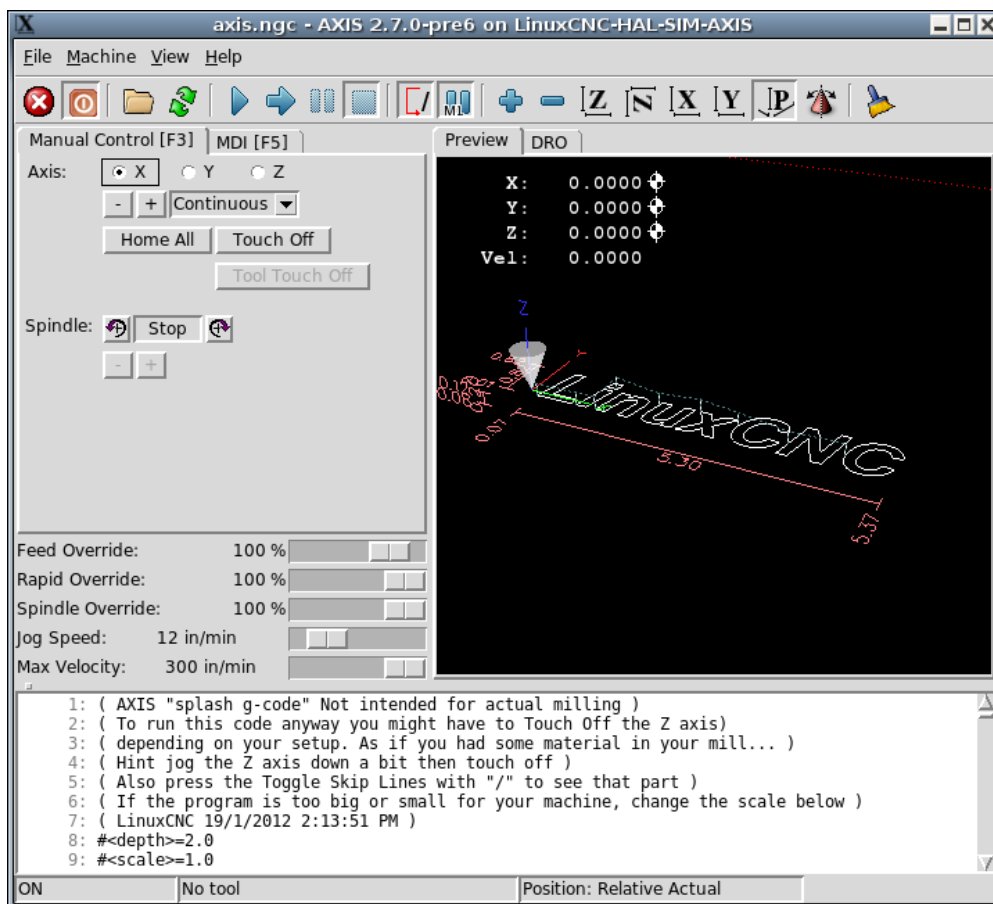 axis.ngc - AXIS 2.7.0-pre6 on LinuxCNC-HAL-SIM-AXIS
File Machine View Help
M1 Z N X Y P
Manual Control [F3] MDI [F5]
Preview DRO
Axis: X Y Z
- + Continuous
Home All Touch Off
Tool Touch Off
Spindle: Stop
- +
X: 0.0000
Y: 0.0000
Z: 0.0000
Vel: 0.0000
Z
Y
LinuxCNC
0.07
5.30
5.37
Feed Override: 100 %
Rapid Override: 100 %
Spindle Override: 100 %
Jog Speed: 12 in/min
Max Velocity: 300 in/min
1: ( AXIS "splash g-code" Not intended for actual milling )
2: ( To run this code anyway you might have to Touch Off the Z axis)
3: ( depending on your setup. As if you had some material in your mill... )
4: ( Hint jog the Z axis down a bit then touch off )
5: ( Also press the Toggle Skip Lines with "/" to see that part )
6: ( If the program is too big or small for your machine, change the scale below )
7: ( LinuxCNC 19/1/2012 2:13:51 PM )
8: #<depth>=2.0
9: #<scale>=1.0
ON No tool Position: Relative Actual